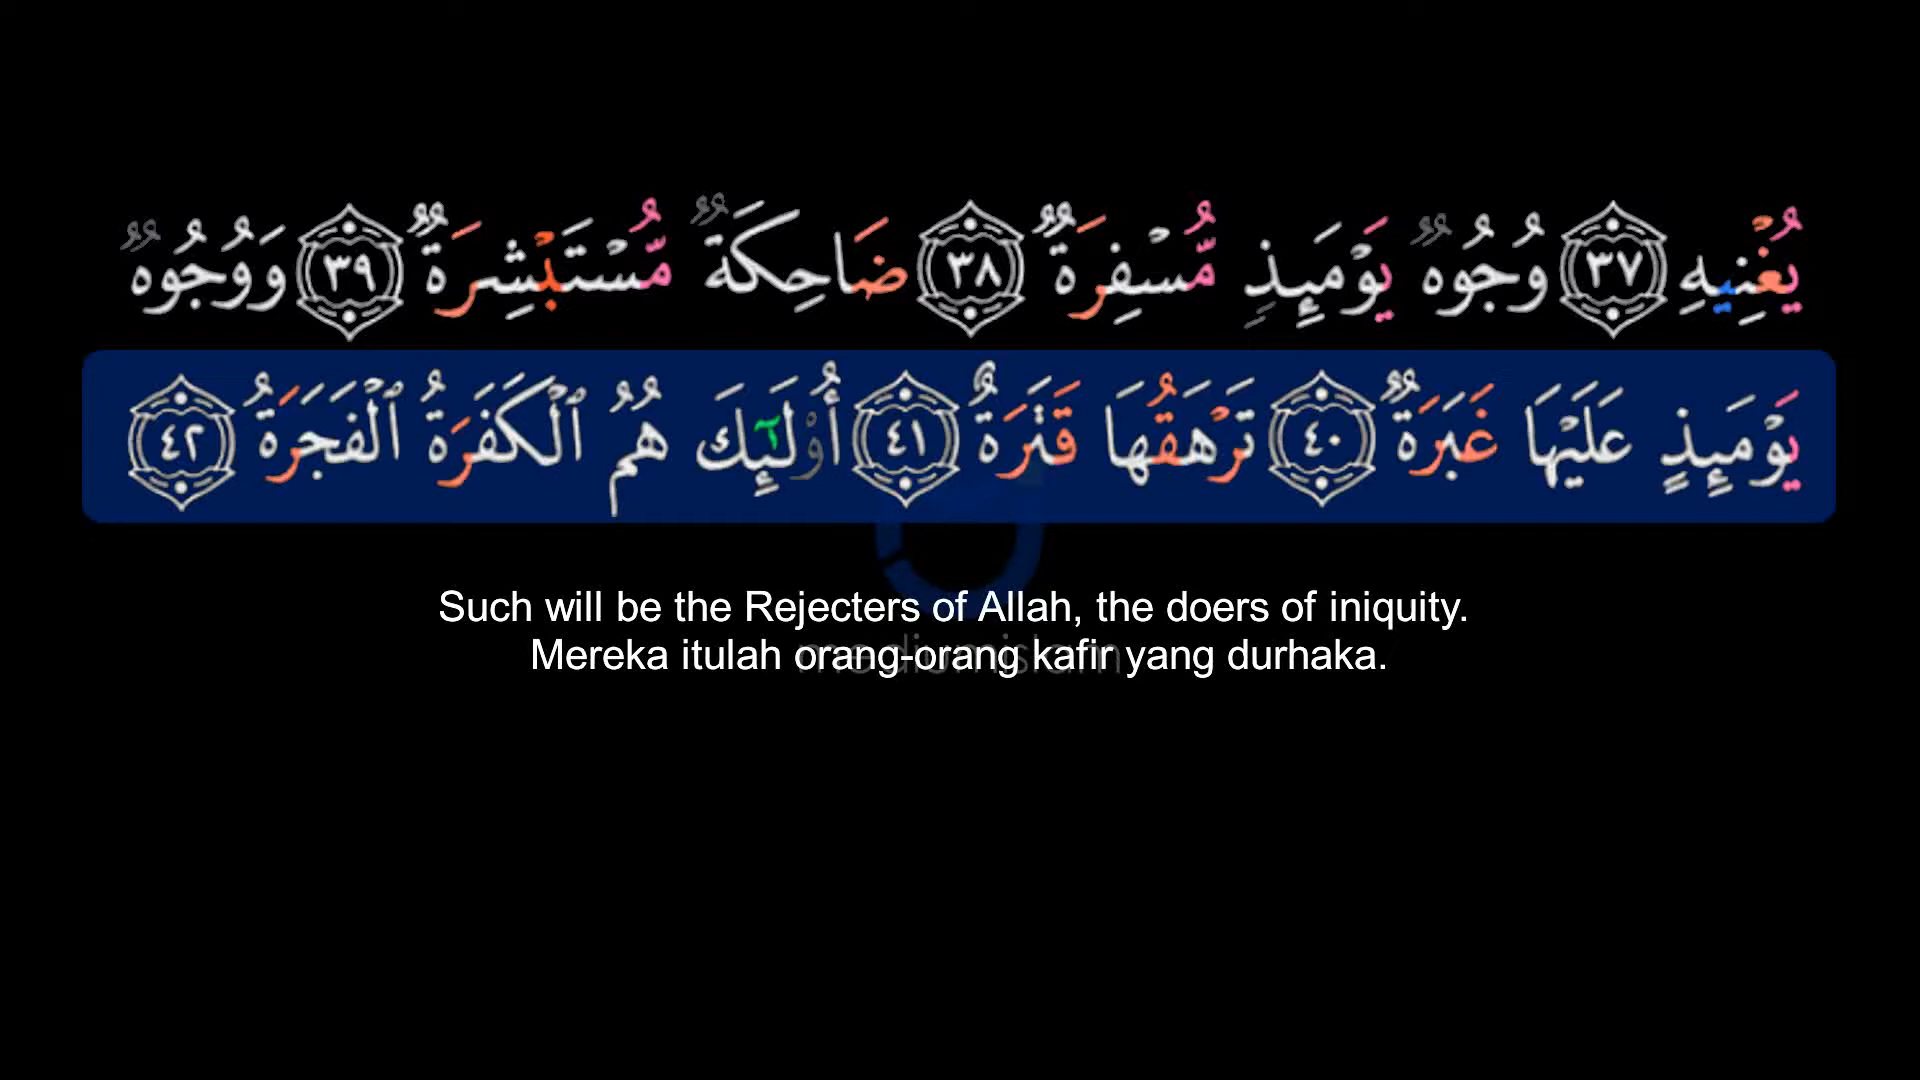 يُغْنِيهِ ٣٧ وُجُوهٌ يَوْمَئِذٍ مُّسْفِرَةٌ ٣٨ ضَاحِكَةٌ مُّسْتَبْشِرَةٌ ٣٩ وَوُجُوهٌ
يَوْمَئِذٍ عَلَيْهَا غَبَرَةٌ ٤٠ تَرْهَقُهَا قَتَرَةٌ ٤١ أُوْلَٰٓئِكَ هُمُ ٱلْكَفَرَةُ ٱلْفَجَرَةُ ٤٢
Such will be the Rejecters of Allah, the doers of iniquity.
Mereka itulah orang-orang kafir yang durhaka.
mediumislam